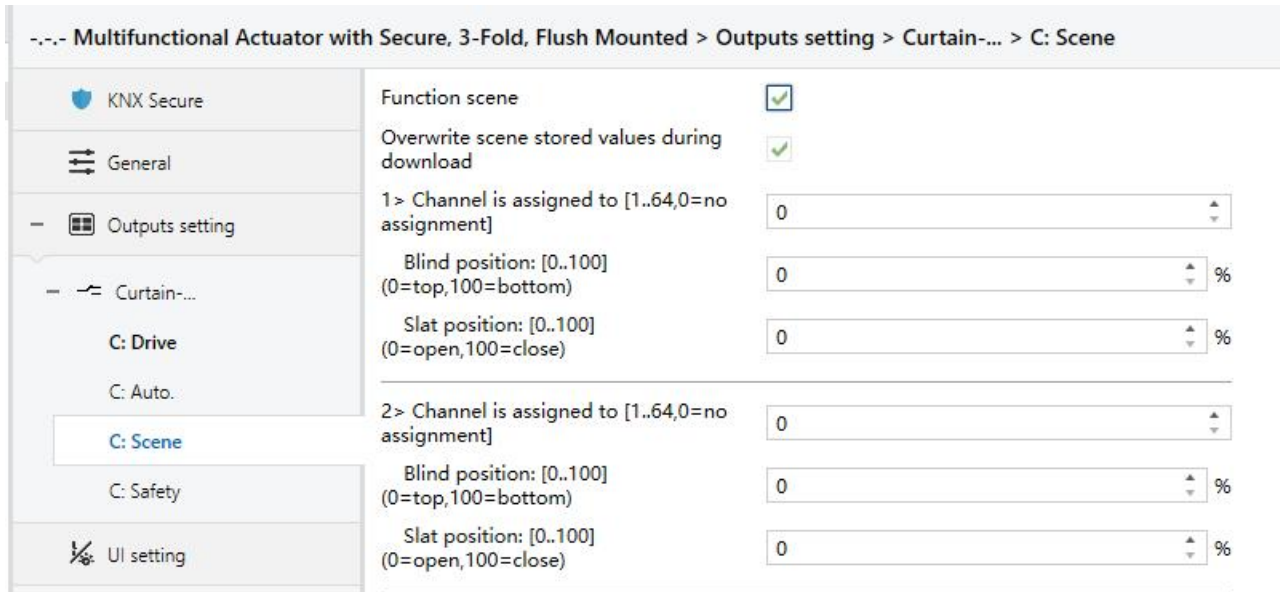 -.-.- Multifunctional Actuator with Secure, 3-Fold, Flush Mounted > Outputs setting > Curtain-... > C: Scene
KNX Secure
General
Outputs setting
Curtain-...
C: Drive
C: Auto.
C: Scene
C: Safety
UI setting
Function scene
Overwrite scene stored values during
download
1> Channel is assigned to [1..64,0=no
assignment]
0
Blind position: [0..100]
(0=top,100=bottom)
0 %
Slat position: [0..100]
(0=open,100=close)
0 %
2> Channel is assigned to [1..64,0=no
assignment]
0
Blind position: [0..100]
(0=top,100=bottom)
0 %
Slat position: [0..100]
(0=open,100=close)
0 %